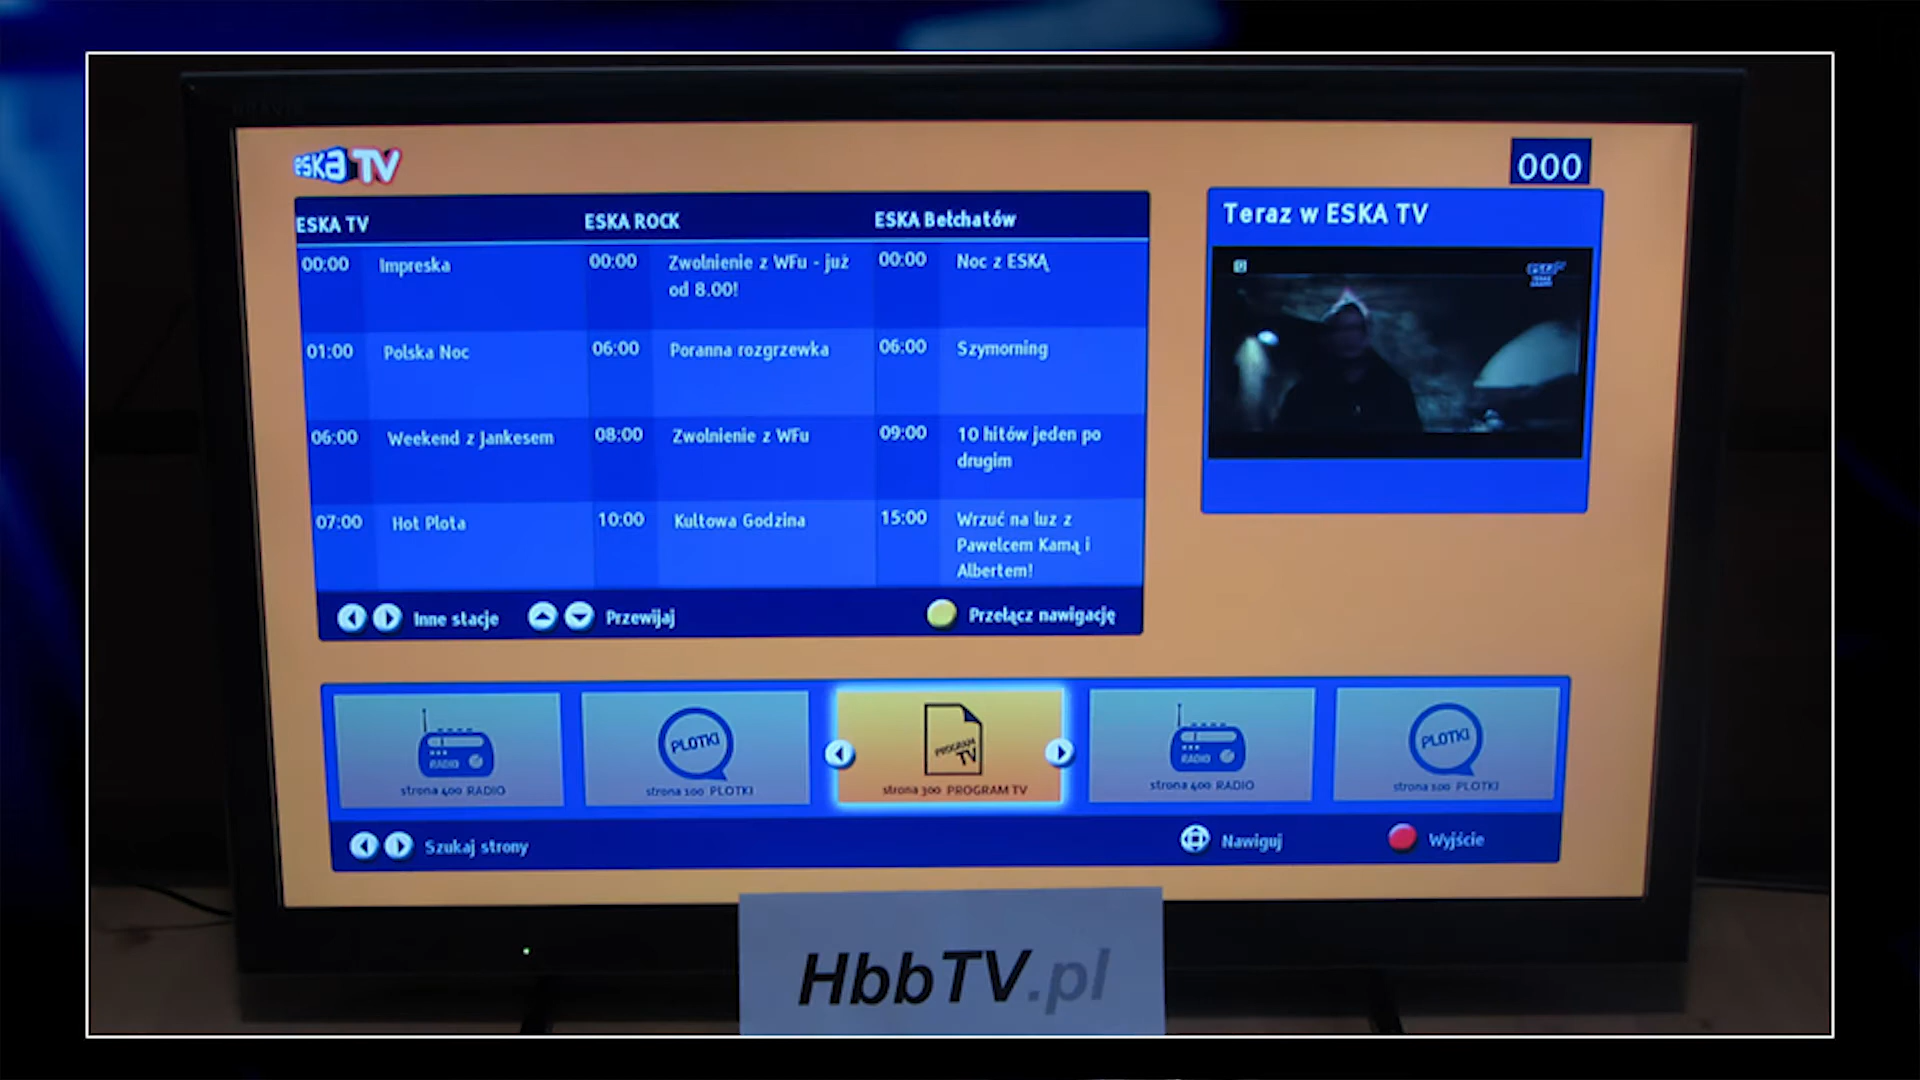 eska TV
000
ESKA TV
ESKA ROCK
ESKA Bełchatów
00:00 Impreska
00:00 Zwolnienie z WFu - już
od 8.00!
00:00 Noc z ESKĄ
01:00 Polska Noc
06:00 Poranna rozgrzewka
06:00 Szymorning
06:00 Weekend z Jankesem
08:00 Zwolnienie z WFu
09:00 10 hitów jeden po
drugim
07:00 Hot Plota
10:00 Kultowa Godzina
15:00 Wrzuć na luz z
Pawelcem Kamą i
Albertem!
Inne stacje
Przewijaj
Przełącz nawigację
Teraz w ESKA TV
RADIO
strona 400 RADIO
PLOTKI
strona 100 PLOTKI
PROGRAM
TV
strona 300 PROGRAM TV
RADIO
strona 400 RADIO
PLOTKI
strona 100 PLOTKI
Szukaj strony
Nawiguj
Wyjście
HbbTV.pl